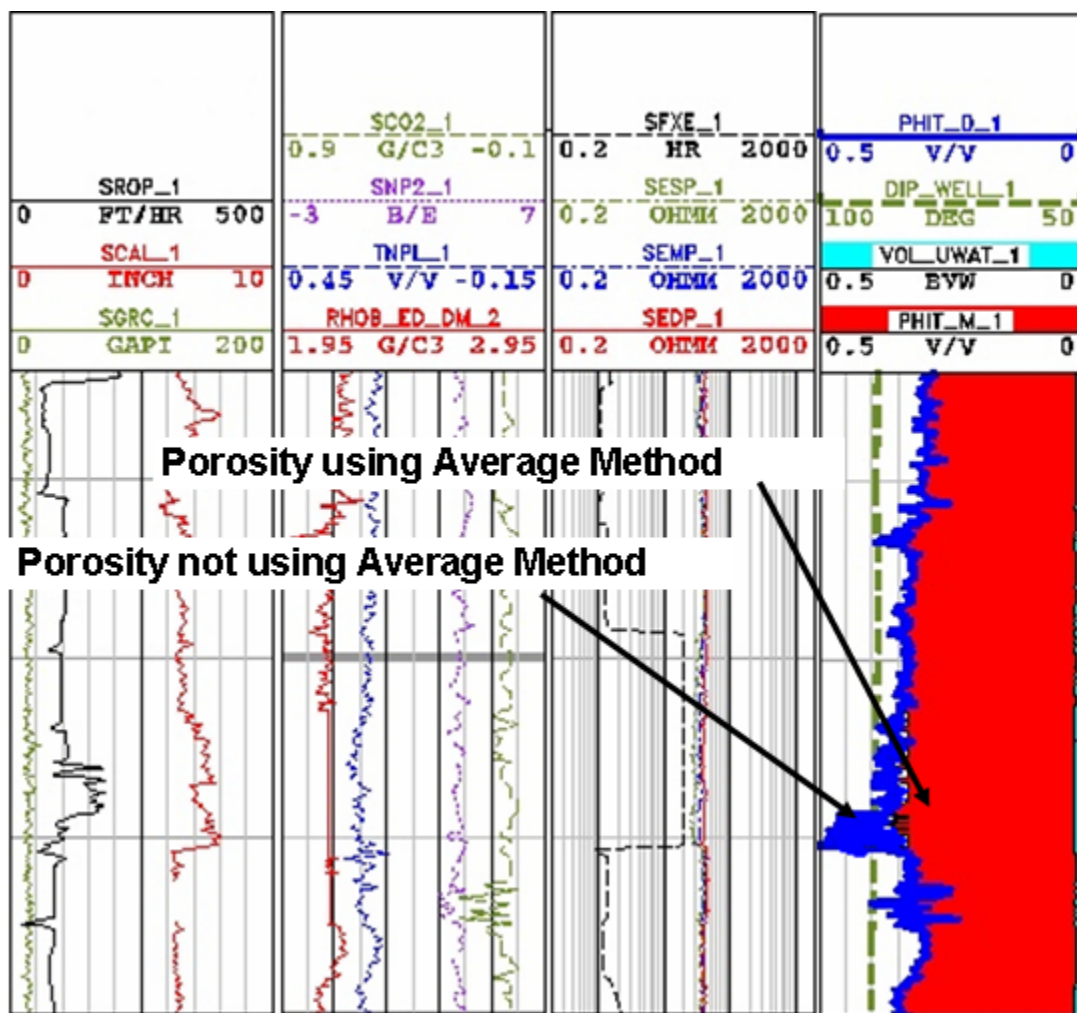 SROP_1
0 FT/HR 500
SCAL_1
0 INCH 10
SGRC_1
0 GAPI 200
SCO2_1
0.9 G/C3 -0.1
SNP2_1
-3 B/E 7
TNPL_1
0.45 V/V -0.15
RHOB_ED_DM_2
1.95 G/C3 2.95
SFXE_1
0.2 HR 2000
SESP_1
0.2 OHMM 2000
SEMP_1
0.2 OHMM 2000
SEDP_1
0.2 OHMM 2000
PHIT_D_1
0.5 V/V 0
DIP_WELL_1
100 DEG 50
VOL_UWAT_1
0.5 BVW 0
PHIT_M_1
0.5 V/V 0
Porosity using Average Method
Porosity not using Average Method